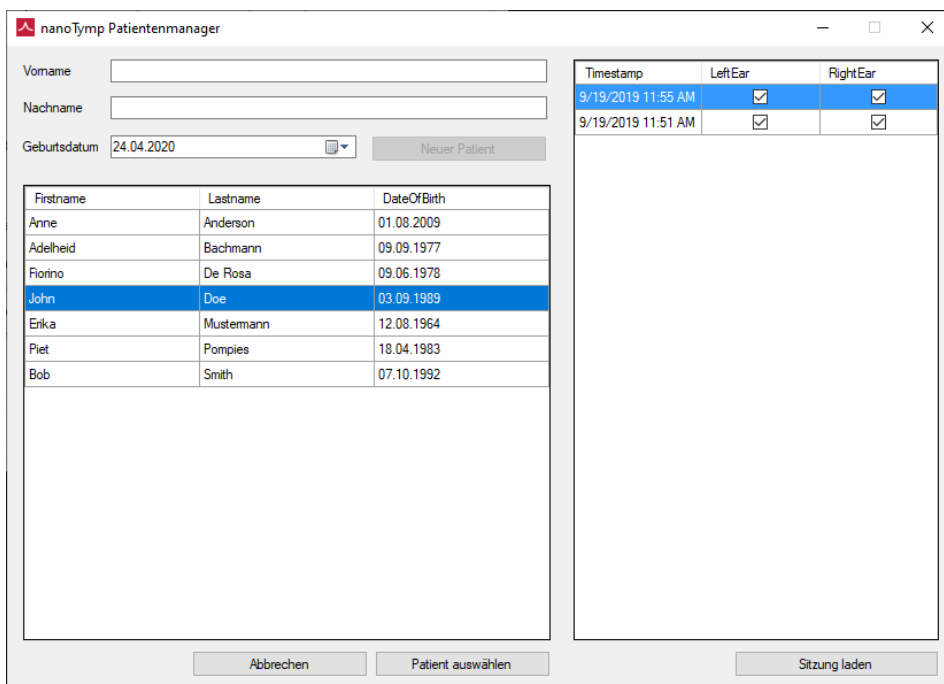 nanoTymp Patientenmanager
Vorname
Nachname
Geburtsdatum 24.04.2020 Neuer Patient
Firstname Lastname DateOfBirth
Anne Anderson 01.08.2009
Adelheid Bachmann 09.09.1977
Fiorino De Rosa 09.06.1978
John Doe 03.09.1989
Erika Mustermann 12.08.1964
Piet Pompies 18.04.1983
Bob Smith 07.10.1992
Abbrechen Patient auswählen
Timestamp LeftEar RightEar
9/19/2019 11:55 AM
9/19/2019 11:51 AM
Sitzung laden